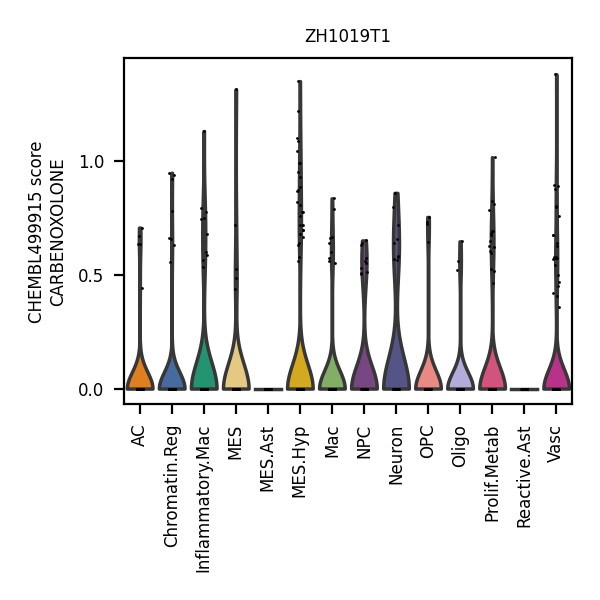 ZH1019T1
CHEMBL499915 score
CARBENOXOLONE
1.0
0.5
0.0
AC
Chromatin.Reg
Inflammatory.Mac
MES
MES.Ast
MES.Hyp
Mac
NPC
Neuron
OPC
Oligo
Prolif.Metab
Reactive.Ast
Vasc